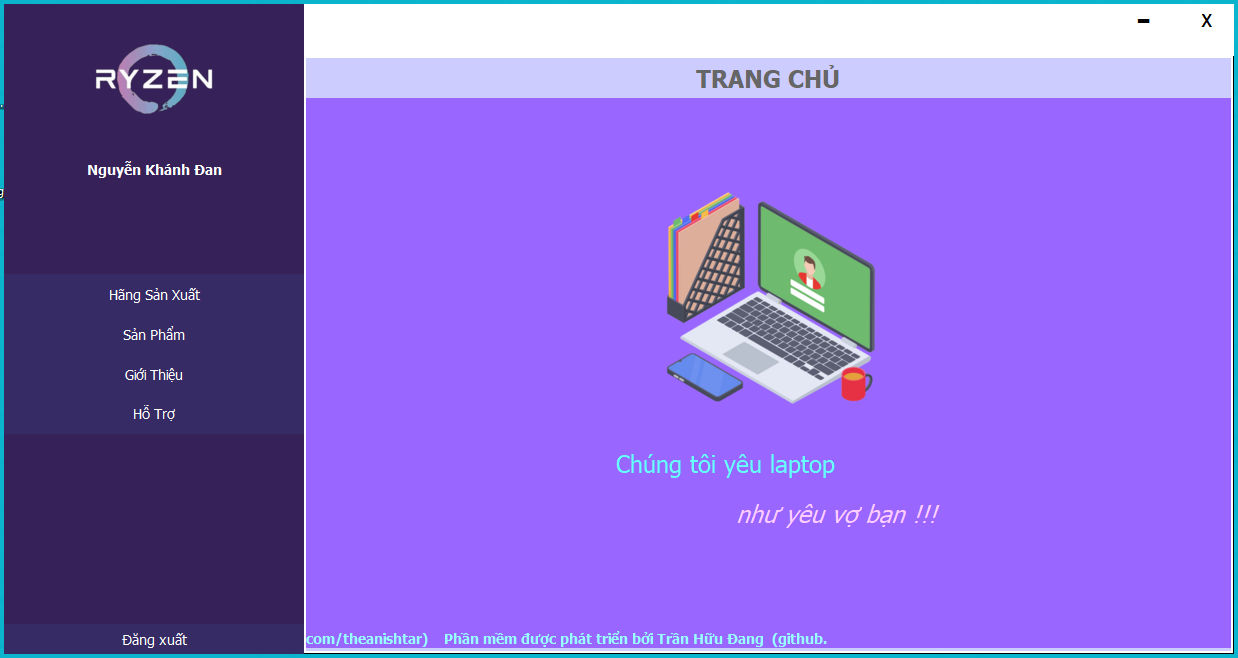 X
RYZEN
TRANG CHỦ
Nguyễn Khánh Đan
Hãng Sản Xuất
Sản Phẩm
Giới Thiệu
Hỗ Trợ
Chúng tôi yêu laptop
như yêu vợ bạn !!!
Đăng xuất
com/theanishtar) Phần mềm được phát triển bởi Trần Hữu Đang (github.